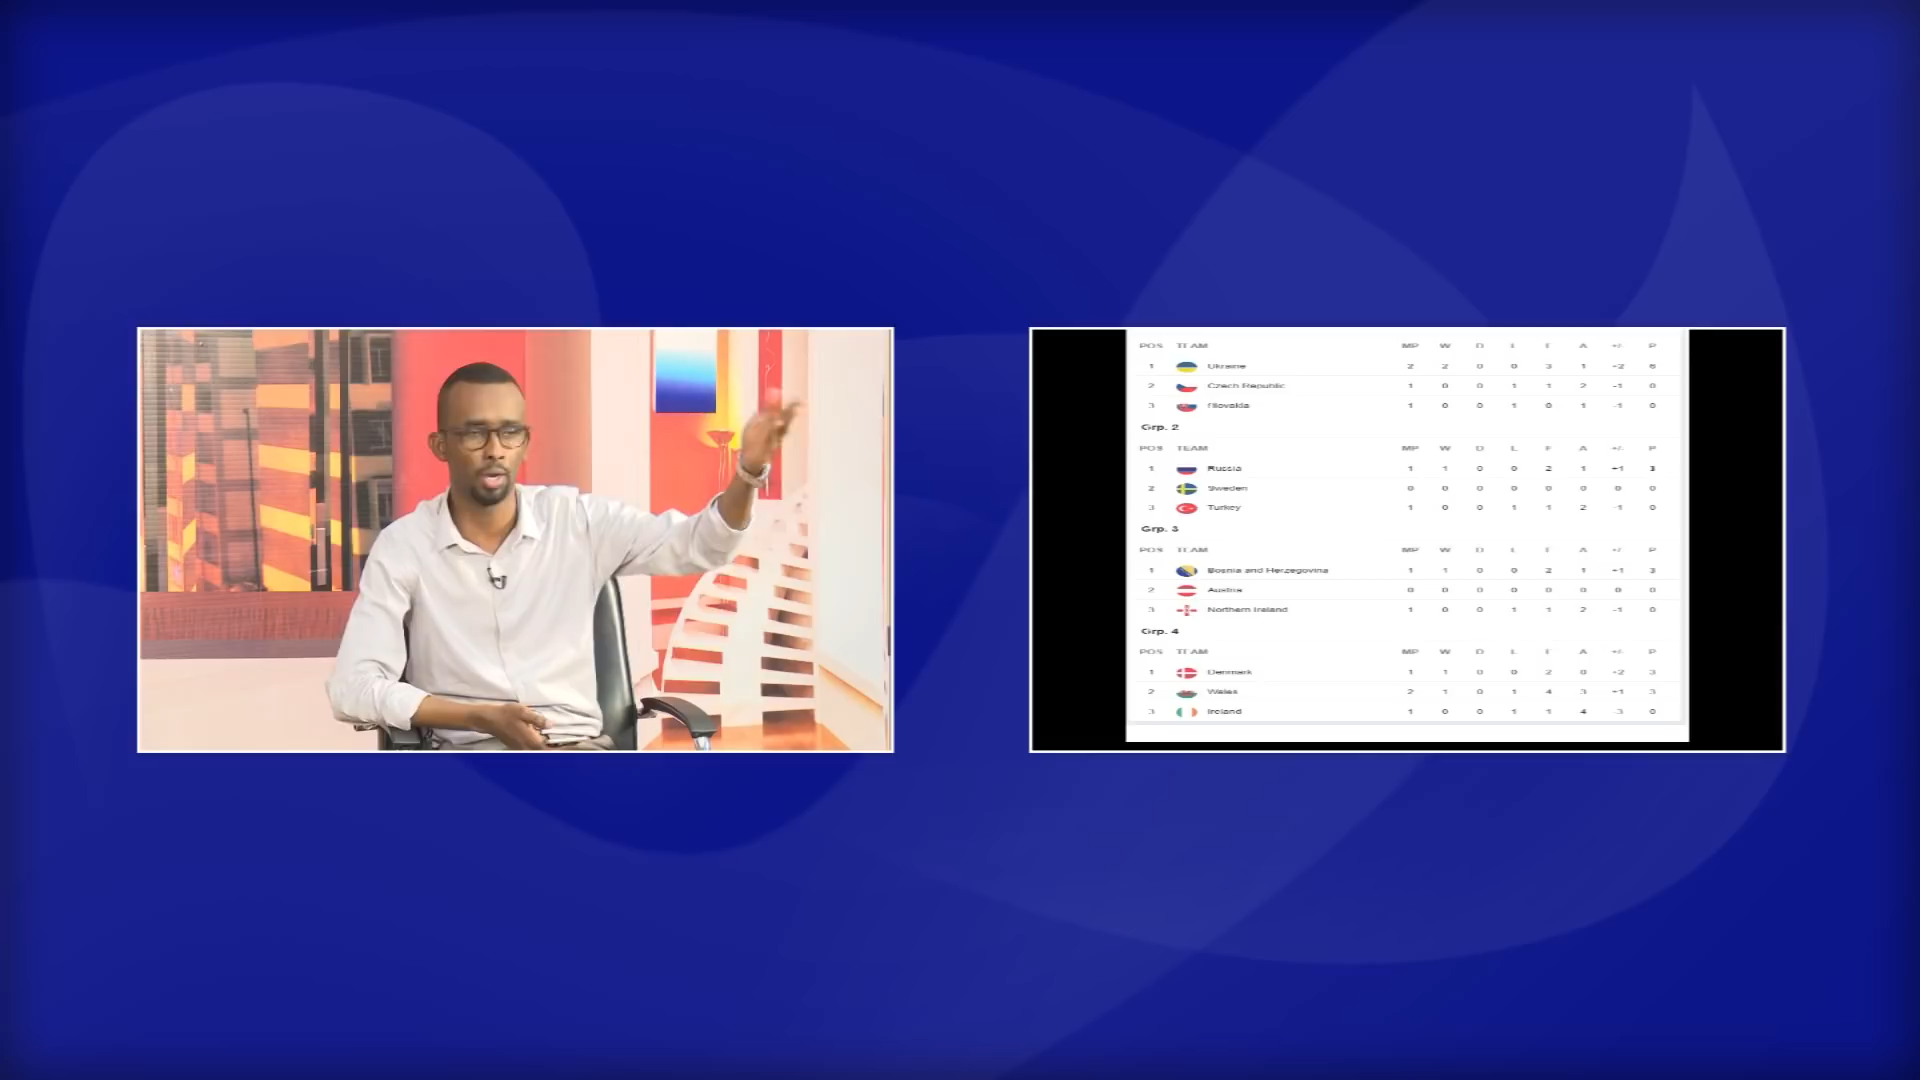 POS TEAM MP W D L F A +/- P
1 Ukraine 2 2 0 0 3 1 +2 6
2 Czech Republic 1 0 0 1 1 2 -1 0
3 Slovakia 1 0 0 1 0 1 -1 0
Grp. 2
POS TEAM MP W D L F A +/- P
1 Russia 1 1 0 0 2 1 +1 3
2 Sweden 0 0 0 0 0 0 0 0
3 Turkey 1 0 0 1 1 2 -1 0
Grp. 3
POS TEAM MP W D L F A +/- P
1 Bosnia and Herzegovina 1 1 0 0 2 1 +1 3
2 Austria 0 0 0 0 0 0 0 0
3 Northern Ireland 1 0 0 1 1 2 -1 0
Grp. 4
POS TEAM MP W D L F A +/- P
1 Denmark 1 1 0 0 2 0 +2 3
2 Wales 2 1 0 1 4 3 +1 3
3 Ireland 1 0 0 1 1 4 -3 0